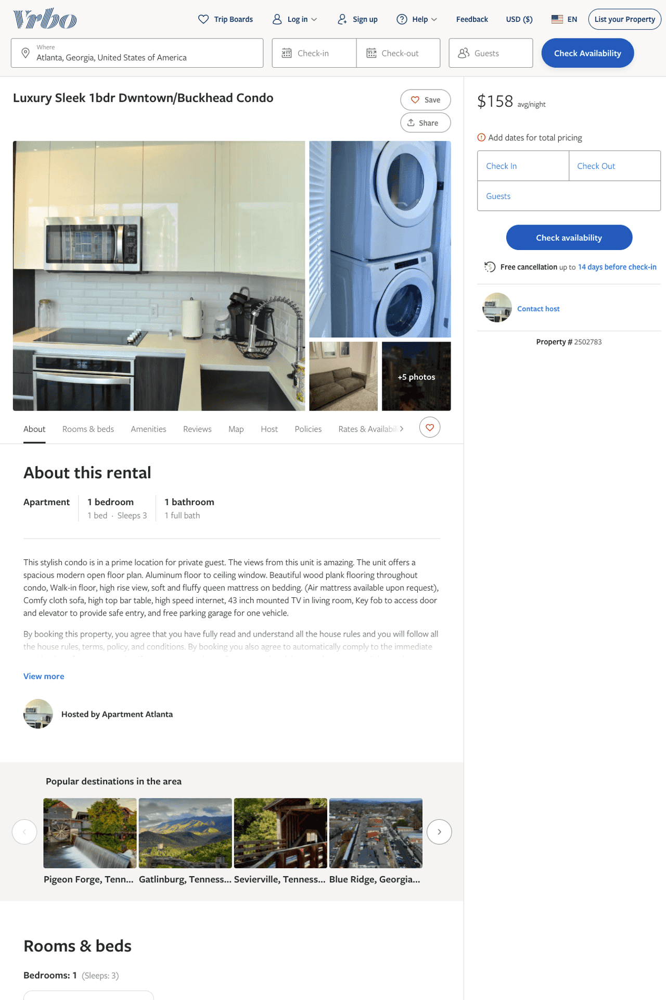 Vrbo
Trip Boards
Log in
Sign up
Help
Feedback
USD ($)
EN
List your Property
Where
Atlanta, Georgia, United States of America
Check-in
Check-out
Guests
Check Availability
Luxury Sleek 1bdr Dwntown/Buckhead Condo
Save
Share
+5 photos
$158 avg/night
Add dates for total pricing
Check In
Check Out
Guests
Check availability
Free cancellation up to 14 days before check-in
Contact host
Property # 2502783
About
Rooms & beds
Amenities
Reviews
Map
Host
Policies
Rates & Availabili
About this rental
Apartment
1 bedroom
1 bed · Sleeps 3
1 bathroom
1 full bath
This stylish condo is in a prime location for private guest. The views from this unit is amazing. The unit offers a
spacious modern open floor plan. Aluminum floor to ceiling window. Beautiful wood plank flooring throughout
condo, Walk-in floor, high rise view, soft and fluffy queen mattress on bedding. (Air mattress available upon request),
Comfy cloth sofa, high top bar table, high speed internet, 43 inch mounted TV in living room, Key fob to access door
and elevator to provide safe entry, and free parking garage for one vehicle.
By booking this property, you agree that you have fully read and understand all the house rules and you will follow all
the house rules, terms, policy, and conditions. By booking you also agree to automatically comply to the immediate
View more
Hosted by Apartment Atlanta
Popular destinations in the area
Pigeon Forge, Tenn...
Gatlinburg, Tenness...
Sevierville, Tenness...
Blue Ridge, Georgia...
Rooms & beds
Bedrooms: 1 (Sleeps: 3)